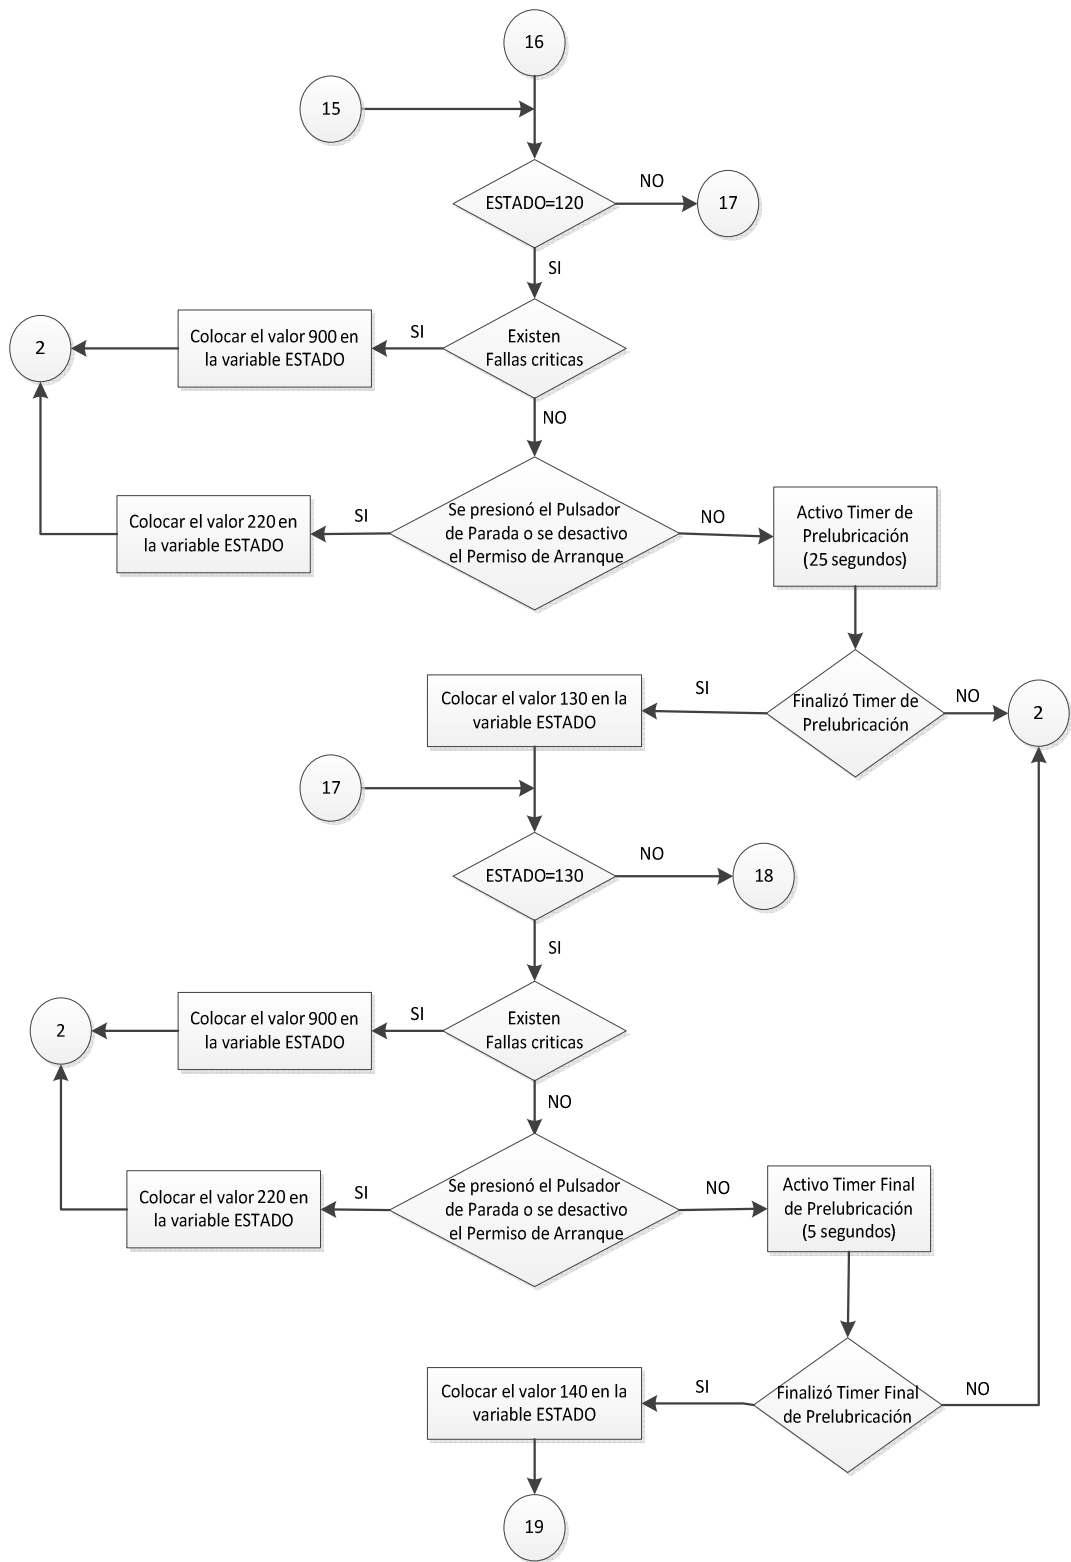 16
15
ESTADO=120
NO
17
SI
Existen
Fallas criticas
SI
Colocar el valor 900 en
la variable ESTADO
2
NO
Se presionó el Pulsador
de Parada o se desactivo
el Permiso de Arranque
SI
Colocar el valor 220 en
la variable ESTADO
NO
Activo Timer de
Prelubricación
(25 segundos)
Finalizó Timer de
Prelubricación
SI
NO
2
Colocar el valor 130 en la
variable ESTADO
17
ESTADO=130
NO
18
SI
Existen
Fallas criticas
SI
Colocar el valor 900 en
la variable ESTADO
2
NO
Se presionó el Pulsador
de Parada o se desactivo
el Permiso de Arranque
SI
Colocar el valor 220 en
la variable ESTADO
NO
Activo Timer Final
de Prelubricación
(5 segundos)
Finalizó Timer Final
de Prelubricación
SI
NO
Colocar el valor 140 en la
variable ESTADO
19